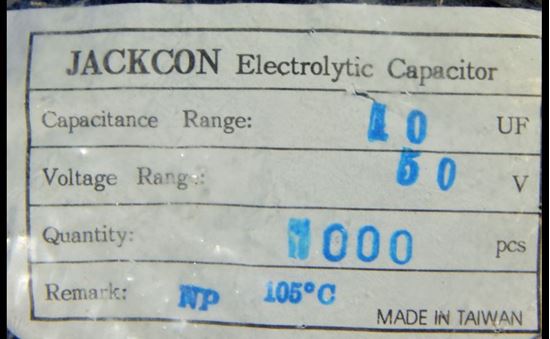 JACKCON Electrolytic Capacitor
Capacitance Range: 10 UF
Voltage Range: 50 V
Quantity: 1000 pcs
Remark: NP 105°C
MADE IN TAIWAN